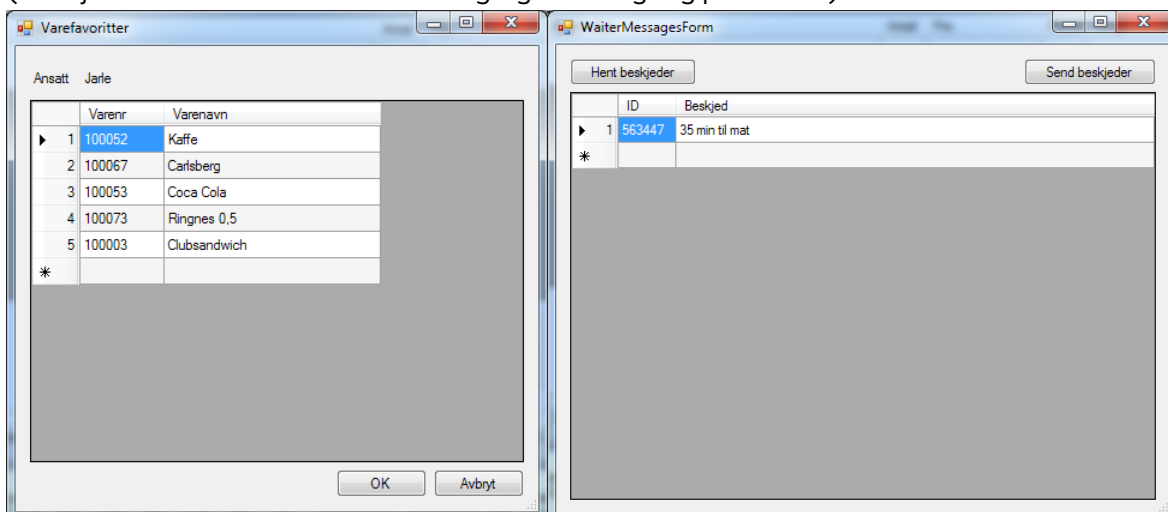 Varefavoritter
Ansatt Jarle
Varenr Varenavn
1 100052 Kaffe
2 100067 Carlsberg
3 100053 Coca Cola
4 100073 Ringnes 0,5
5 100003 Clubsandwich
OK Avbryt
WaiterMessagesForm
Hent beskjeder Send beskjeder
ID Beskjed
1 563447 35 min til mat